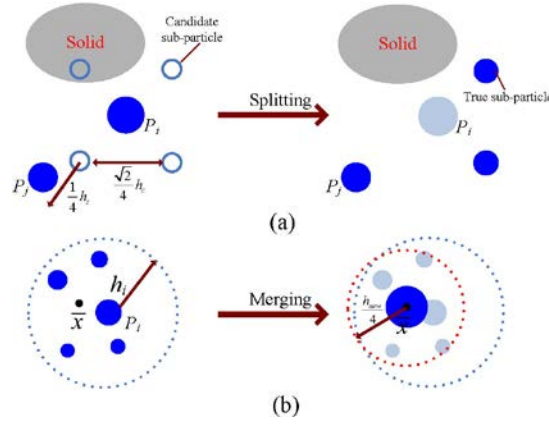 Solid
Candidate
sub-particle
P_i
Splitting
P_j
1/4 h_i
√2/4 h_i
Solid
True sub-particle
P_i
P_j
(a)
h_i
x̄
P_i
Merging
h_new/4
x̄
(b)